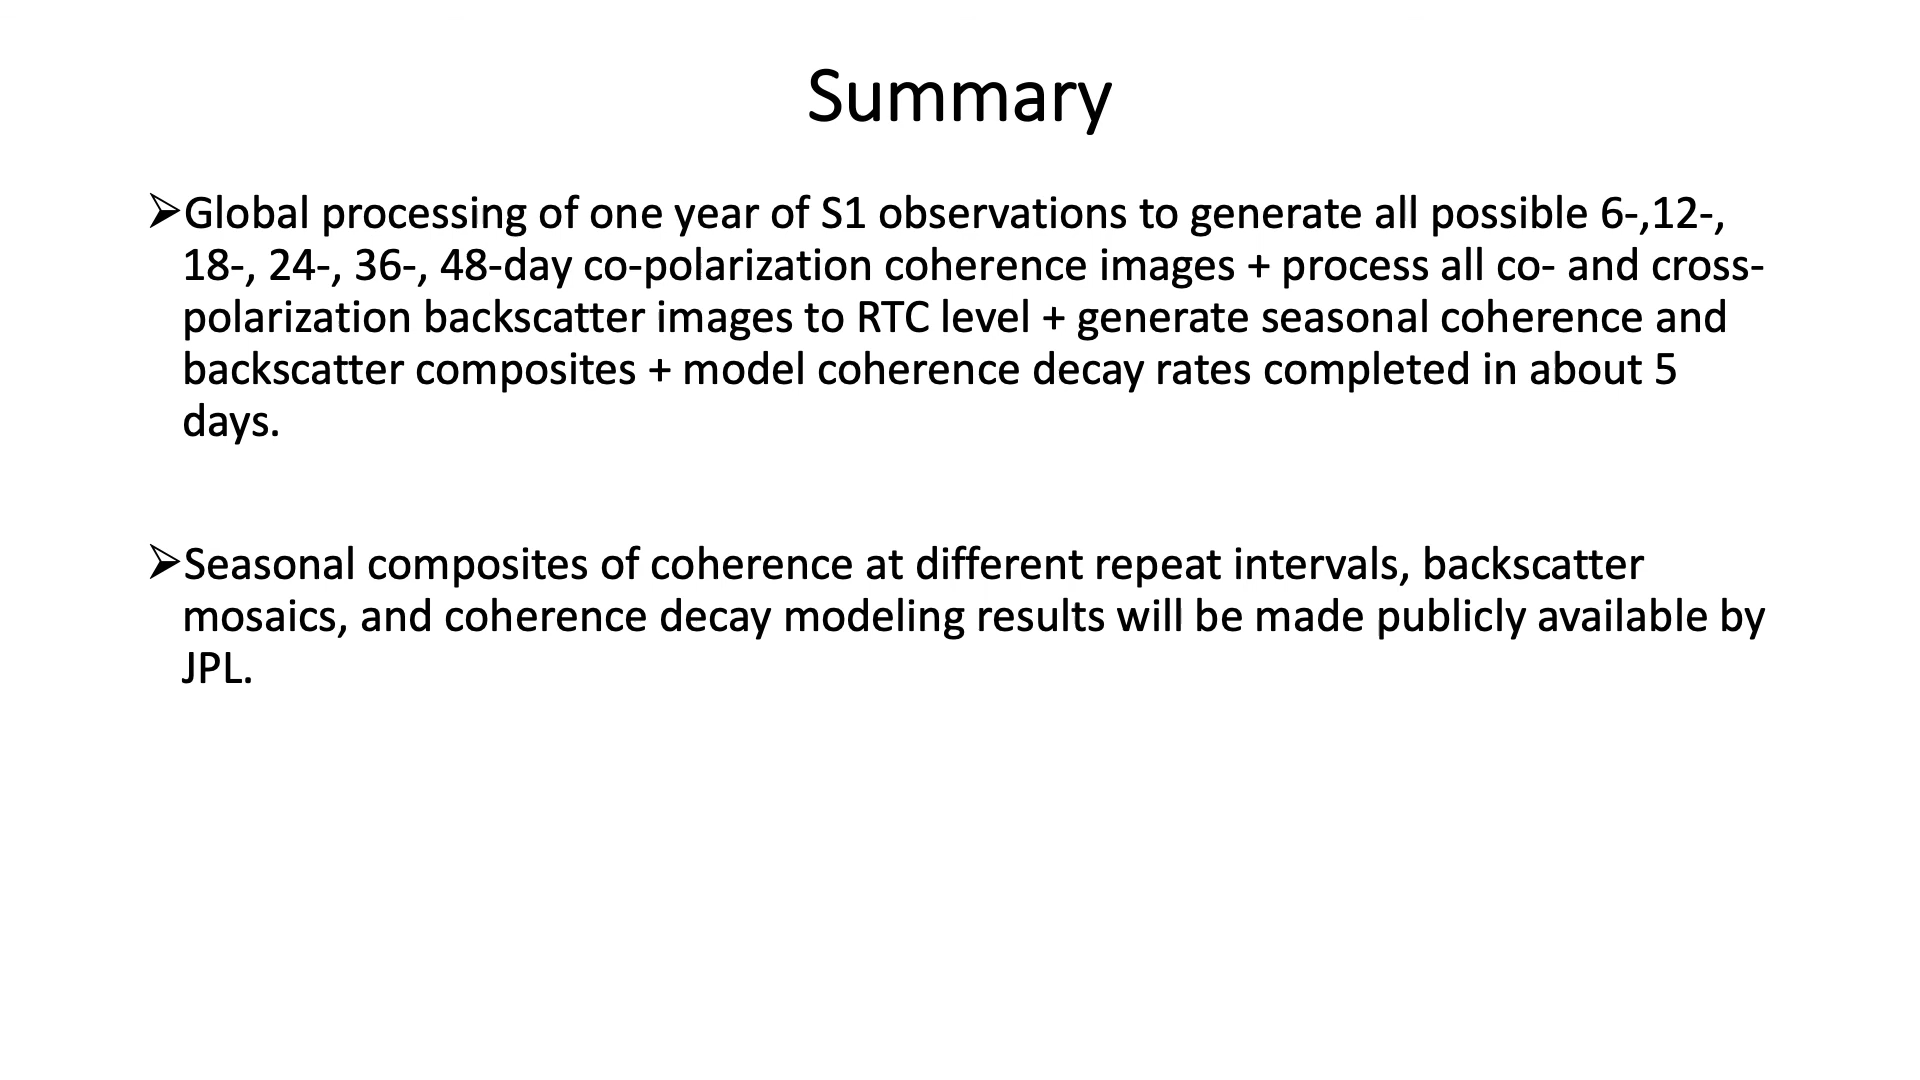 Summary
➢Global processing of one year of S1 observations to generate all possible 6-,12-,
18-, 24-, 36-, 48-day co-polarization coherence images + process all co- and cross-
polarization backscatter images to RTC level + generate seasonal coherence and
backscatter composites + model coherence decay rates completed in about 5
days.
➢Seasonal composites of coherence at different repeat intervals, backscatter
mosaics, and coherence decay modeling results will be made publicly available by
JPL.